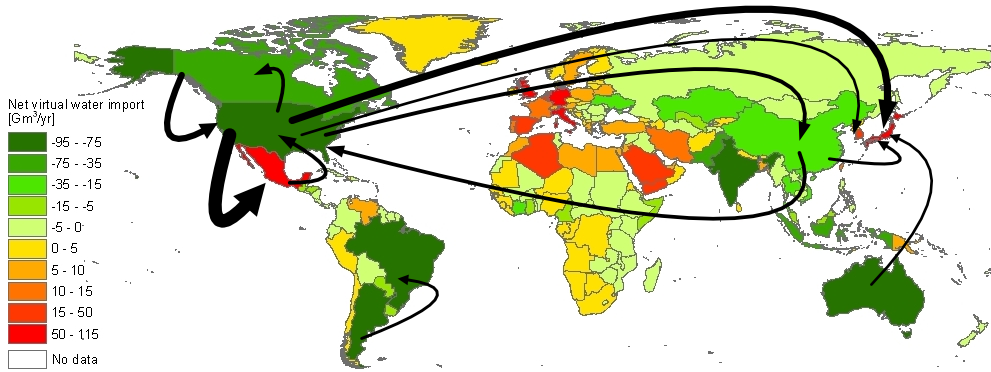 Net virtual water import
[Gm³/yr]
-95 - -75
-75 - -35
-35 - -15
-15 - -5
-5 - 0
0 - 5
5 - 10
10 - 15
15 - 50
50 - 115
No data